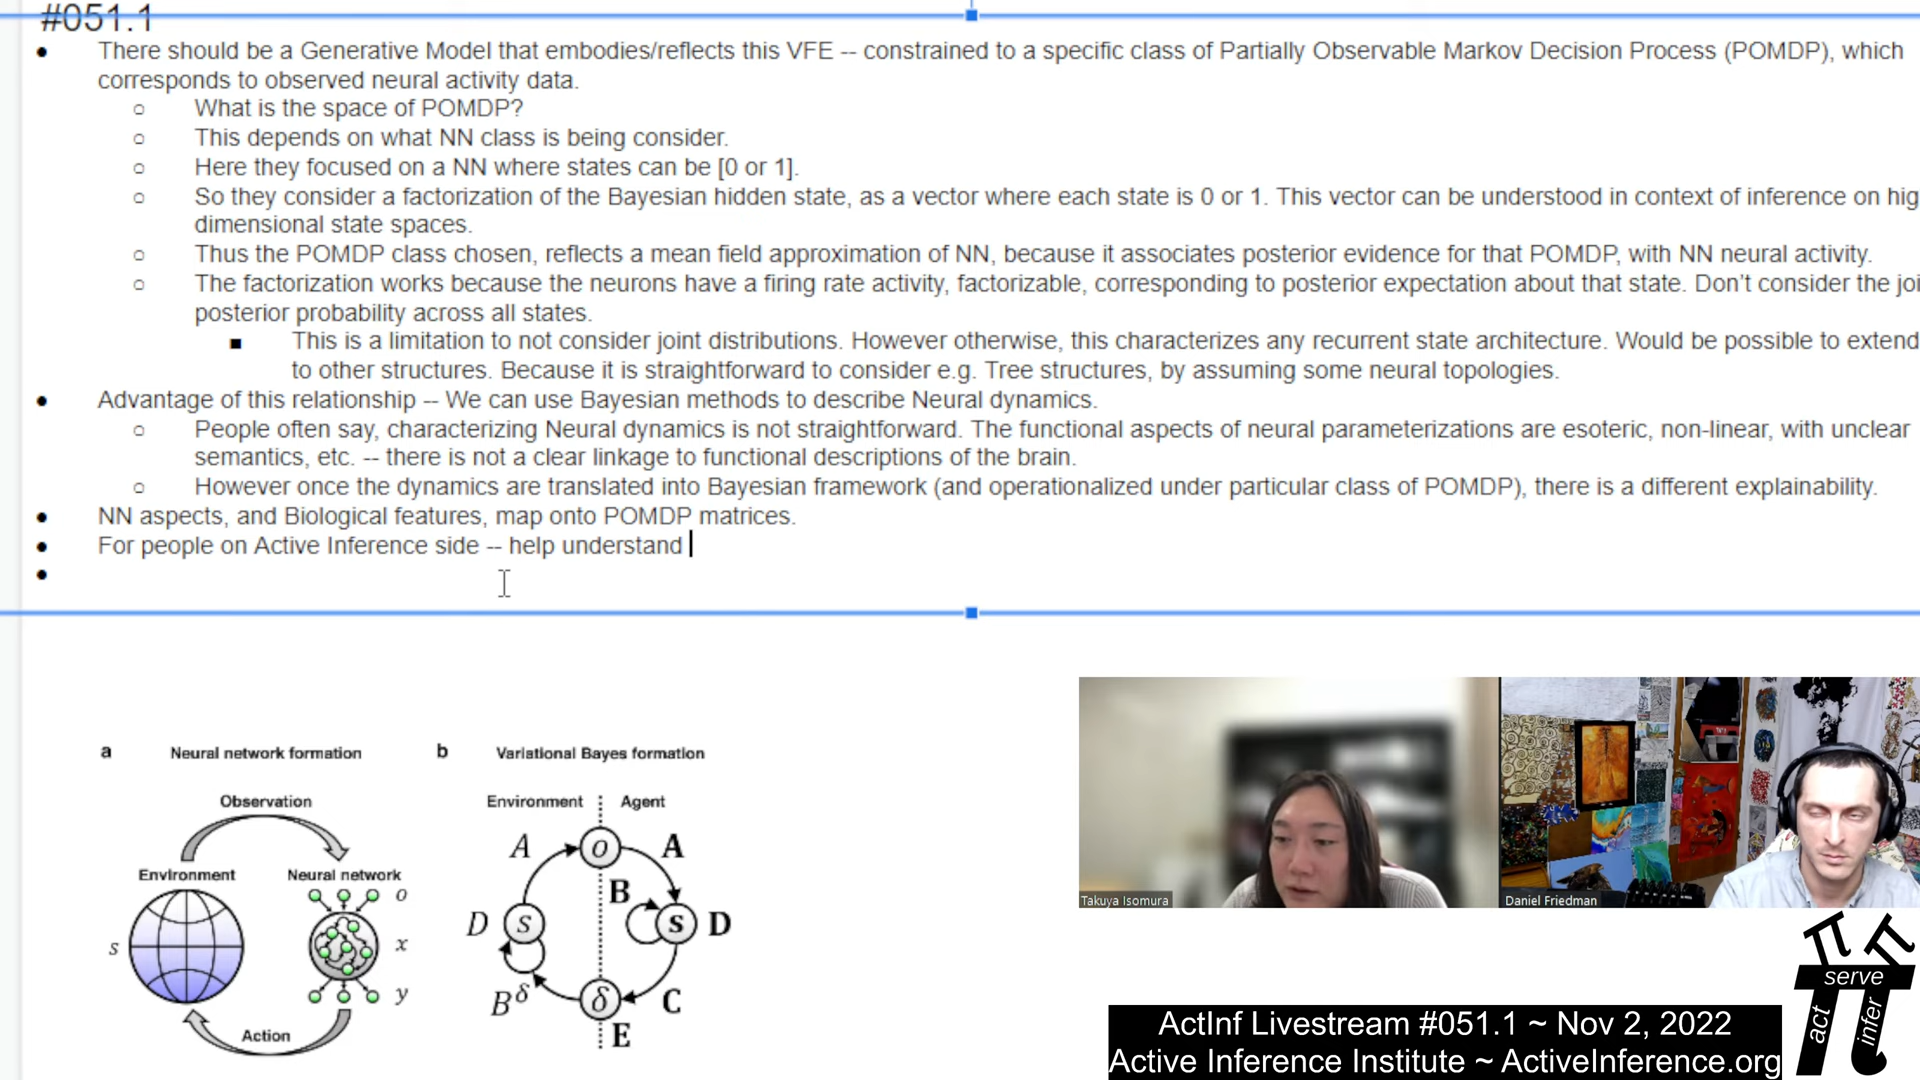 #051.1
There should be a Generative Model that embodies/reflects this VFE -- constrained to a specific class of Partially Observable Markov Decision Process (POMDP), which
corresponds to observed neural activity data.
What is the space of POMDP?
This depends on what NN class is being consider.
Here they focused on a NN where states can be [0 or 1].
So they consider a factorization of the Bayesian hidden state, as a vector where each state is 0 or 1. This vector can be understood in context of inference on hig
dimensional state spaces.
Thus the POMDP class chosen, reflects a mean field approximation of NN, because it associates posterior evidence for that POMDP, with NN neural activity.
The factorization works because the neurons have a firing rate activity, factorizable, corresponding to posterior expectation about that state. Don't consider the joi
posterior probability across all states.
This is a limitation to not consider joint distributions. However otherwise, this characterizes any recurrent state architecture. Would be possible to extend
to other structures. Because it is straightforward to consider e.g. Tree structures, by assuming some neural topologies.
Advantage of this relationship -- We can use Bayesian methods to describe Neural dynamics.
People often say, characterizing Neural dynamics is not straightforward. The functional aspects of neural parameterizations are esoteric, non-linear, with unclear
semantics, etc. -- there is not a clear linkage to functional descriptions of the brain.
However once the dynamics are translated into Bayesian framework (and operationalized under particular class of POMDP), there is a different explainability.
NN aspects, and Biological features, map onto POMDP matrices.
For people on Active Inference side -- help understand
a Neural network formation
Observation
Environment
Neural network
s
o
x
y
Action
b Variational Bayes formation
Environment Agent
A o A
B
D s s D
B^δ δ C
E
Takuya Isomura
Daniel Friedman
ActInf Livestream #051.1 ~ Nov 2, 2022
Active Inference Institute ~ ActiveInference.org
serve
act
infer